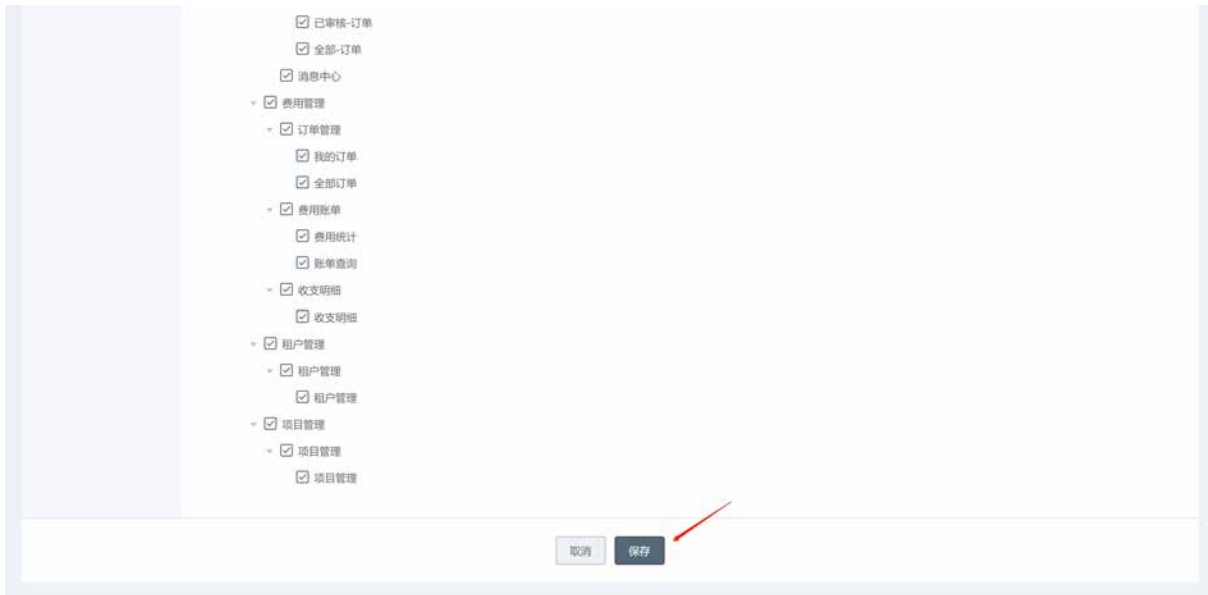 已审核-订单
全部-订单
消息中心
费用管理
订单管理
我的订单
全部订单
费用账单
费用统计
账单查询
收支明细
收支明细
租户管理
租户管理
租户管理
项目管理
项目管理
项目管理
取消 保存